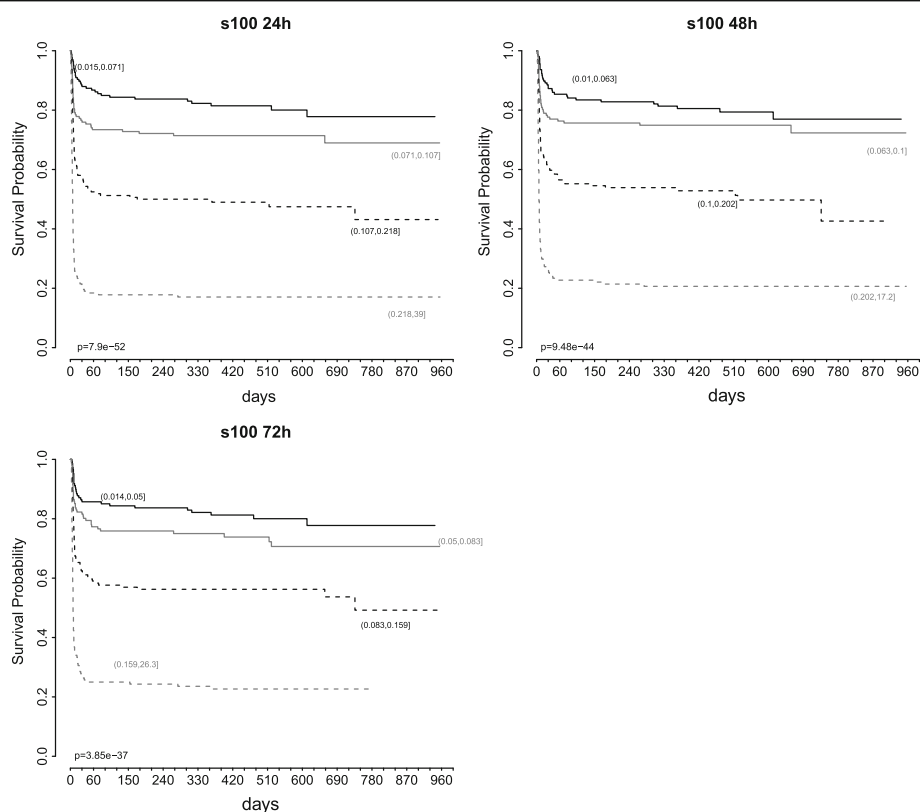 s100 24h
Survival Probability
1.0
0.8
0.6
0.4
0.2
0.0
(0.015,0.071]
(0.071,0.107]
(0.107,0.218]
(0.218,39]
p=7.9e−52
0 60 150 240 330 420 510 600 690 780 870 960
days
s100 48h
Survival Probability
1.0
0.8
0.6
0.4
0.2
0.0
(0.01,0.063]
(0.063,0.1]
(0.1,0.202]
(0.202,17.2]
p=9.48e−44
0 60 150 240 330 420 510 600 690 780 870 960
days
s100 72h
Survival Probability
1.0
0.8
0.6
0.4
0.2
0.0
(0.014,0.05]
(0.05,0.083]
(0.083,0.159]
(0.159,26.3]
p=3.85e−37
0 60 150 240 330 420 510 600 690 780 870 960
days